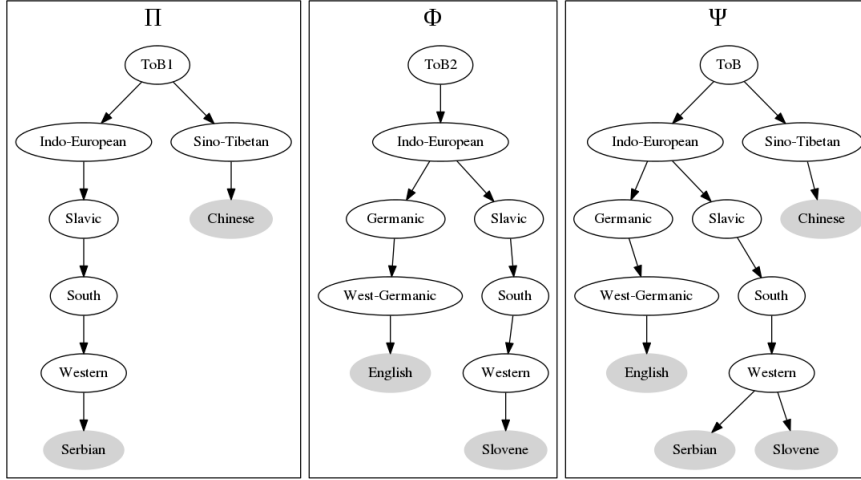 Π
ToB1
Indo-European
Sino-Tibetan
Slavic
Chinese
South
Western
Serbian
Φ
ToB2
Indo-European
Germanic
Slavic
West-Germanic
South
English
Western
Slovene
Ψ
ToB
Indo-European
Sino-Tibetan
Germanic
Slavic
Chinese
West-Germanic
South
English
Western
Serbian
Slovene